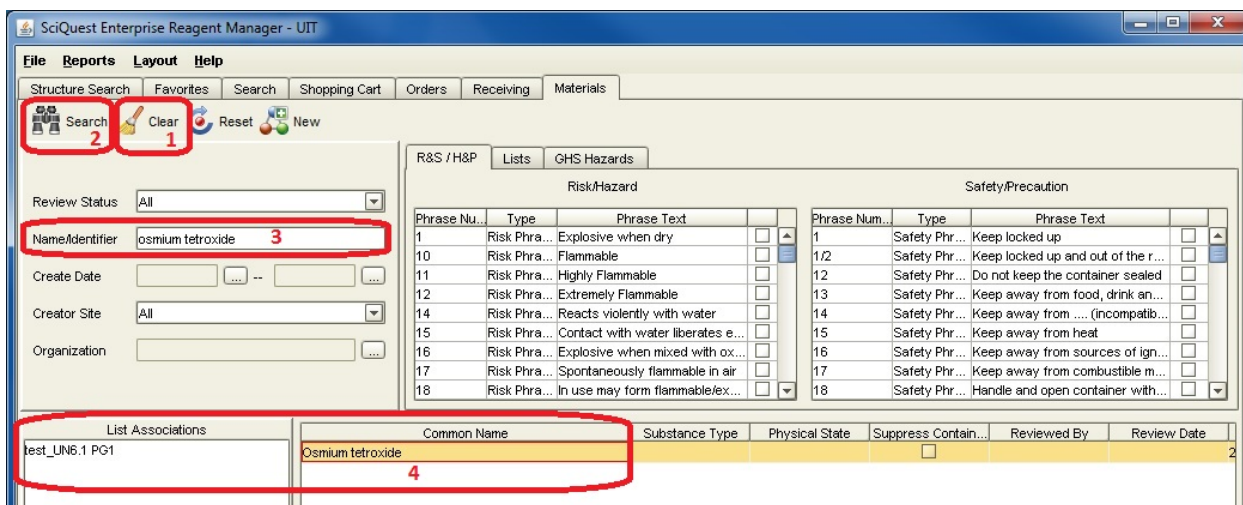 SciQuest Enterprise Reagent Manager - UIT
File Reports Layout Help
Structure Search Favorites Search Shopping Cart Orders Receiving Materials
Search Clear Reset New
2 1
R&S / H&P Lists GHS Hazards
Risk/Hazard Safety/Precaution
Review Status All
Phrase Nu... Type Phrase Text Phrase Num... Type Phrase Text
Name/Identifier osmium tetroxide 3
1 Risk Phra... Explosive when dry 1 Safety Phr... Keep locked up
10 Risk Phra... Flammable 1/2 Safety Phr... Keep locked up and out of the r...
Create Date ... -- ...
11 Risk Phra... Highly Flammable 12 Safety Phr... Do not keep the container sealed
12 Risk Phra... Extremely Flammable 13 Safety Phr... Keep away from food, drink an...
Creator Site All
14 Risk Phra... Reacts violently with water 14 Safety Phr... Keep away from .... (incompatib...
15 Risk Phra... Contact with water liberates e... 15 Safety Phr... Keep away from heat
Organization ...
16 Risk Phra... Explosive when mixed with ox... 16 Safety Phr... Keep away from sources of ign...
17 Risk Phra... Spontaneously flammable in air 17 Safety Phr... Keep away from combustible m...
18 Risk Phra... In use may form flammable/ex... 18 Safety Phr... Handle and open container with...
List Associations Common Name Substance Type Physical State Suppress Contain... Reviewed By Review Date
test_UN6.1 PG1 Osmium tetroxide 2
4